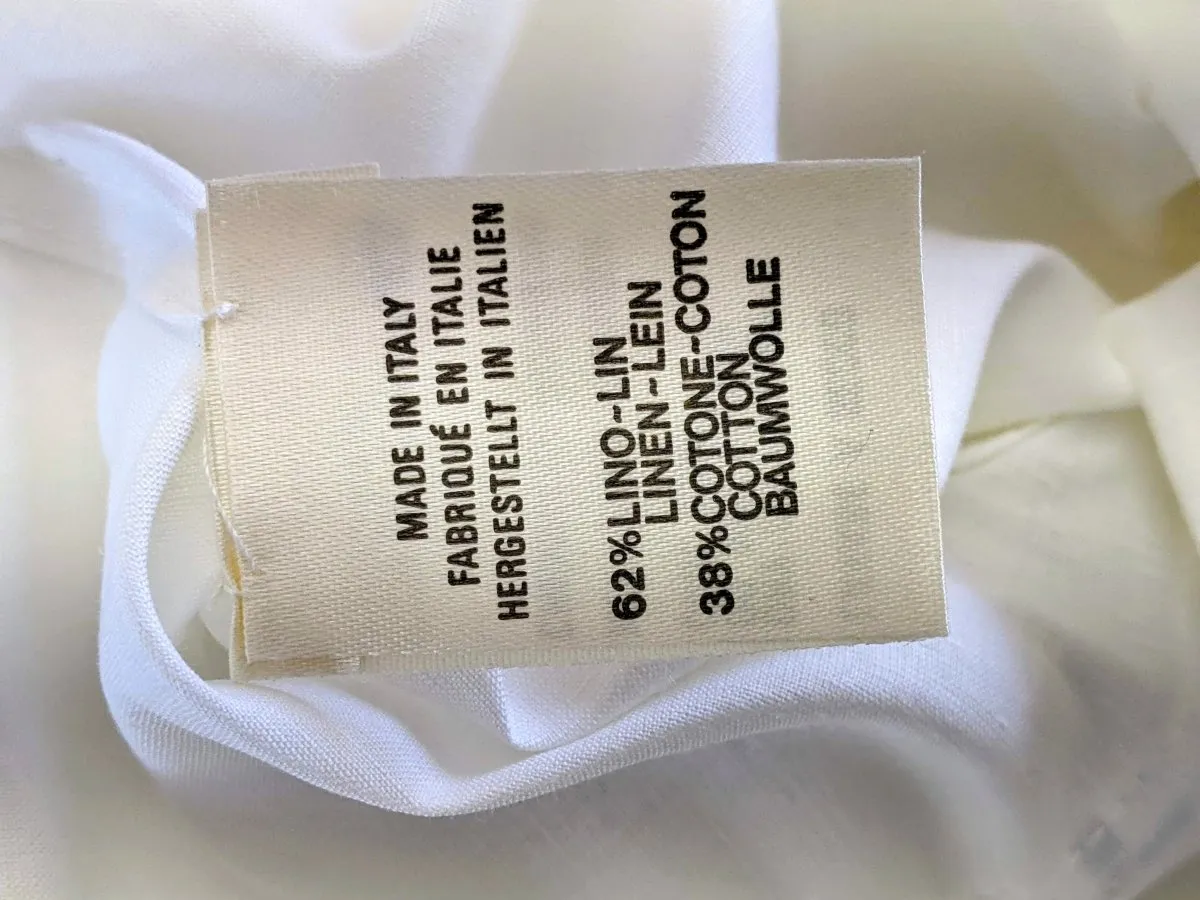 MADE IN ITALY
FABRIQUÉ EN ITALIE
HERGESTELLT IN ITALIEN
62%LINO-LIN
LINEN-LEIN
38%COTONE-COTON
COTTON
BAUMWOLLE